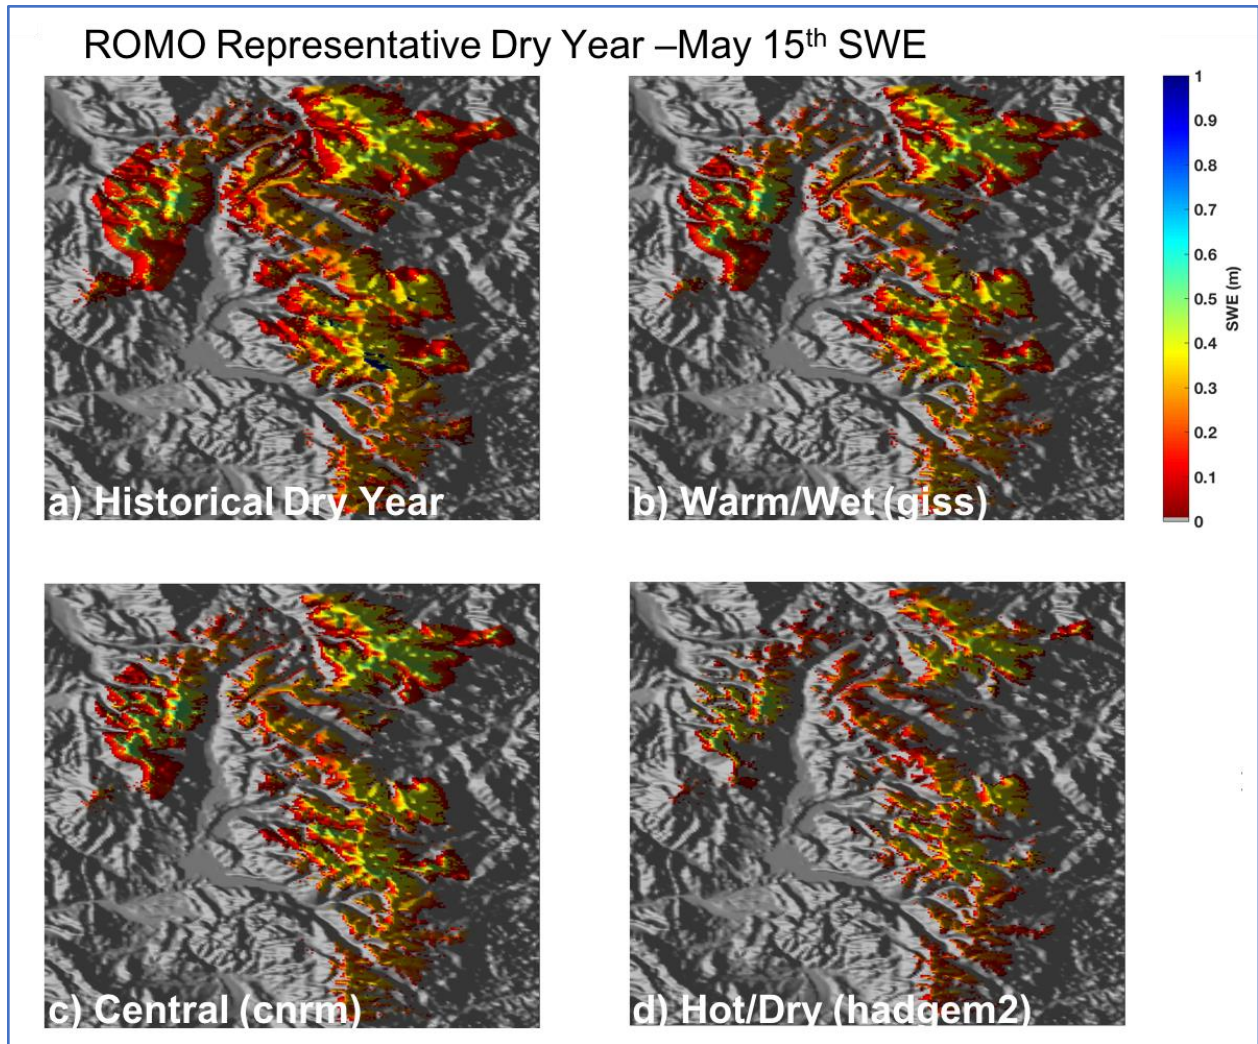 ROMO Representative Dry Year –May 15th SWE
a) Historical Dry Year
b) Warm/Wet (giss)
1
0.9
0.8
0.7
0.6
0.5
0.4
0.3
0.2
0.1
0
SWE (m)
c) Central (cnrm)
d) Hot/Dry (hadgem2)